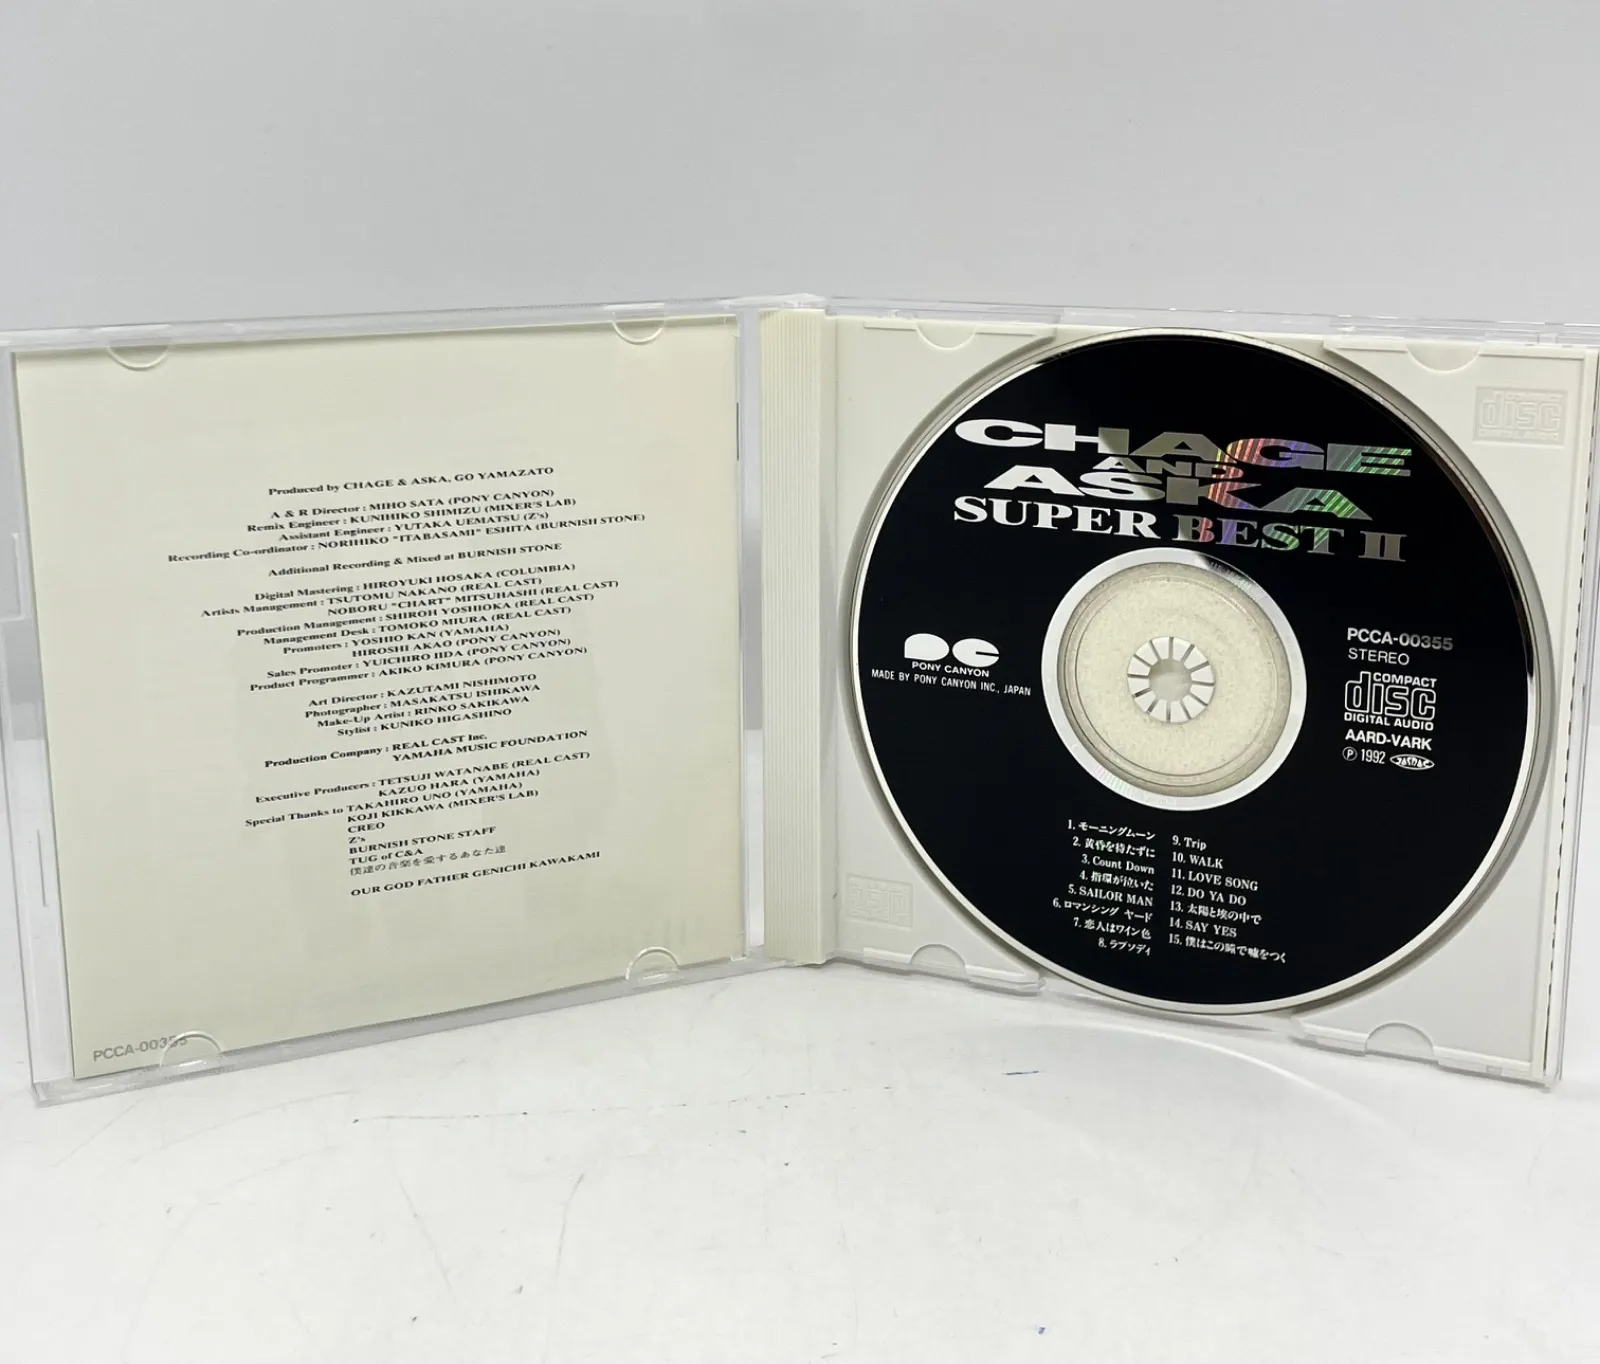 Produced by CHAGE & ASKA, GO YAMAZATO
A & R Director : MIHO SATA (PONY CANYON)
Remix Engineer : KUNIHIKO SHIMIZU (MIXER'S LAB)
Assistant Engineer : YUTAKA UEMATSU (Z's)
Recording Co-ordinator : NORIHIKO "ITABASAMI" ESHITA (BURNISH STONE)
Additional Recording & Mixed at BURNISH STONE
Digital Mastering : HIROYUKI HOSAKA (COLUMBIA)
Artists Management : TSUTOMU NAKANO (REAL CAST)
NOBORU "CHART" MITSUHASHI (REAL CAST)
Production Management : SHIROH YOSHIOKA (REAL CAST)
Management Desk : TOMOKO MIURA (REAL CAST)
Promoters : YOSHIO KAN (YAMAHA)
HIROSHI AKAO (PONY CANYON)
Sales Promoter : YUICHIRO IIDA (PONY CANYON)
Product Programmer : AKIKO KIMURA (PONY CANYON)
Art Director : KAZUTAMI NISHIMOTO
Photographer : MASAKATSU ISHIKAWA
Make-Up Artist : RINKO SAKIKAWA
Stylist : KUNIKO HIGASHINO
Production Company : REAL CAST Inc.
YAMAHA MUSIC FOUNDATION
Executive Producers : TETSUJI WATANABE (REAL CAST)
KAZUO HARA (YAMAHA)
Special Thanks to TAKAHIRO UNO (YAMAHA)
KOJI KIKKAWA (MIXER'S LAB)
CREO
Z's
BURNISH STONE STAFF
TUG of C&A
僕達の音楽を愛するあなた達
OUR GOD FATHER GENICHI KAWAKAMI
PCCA-00355
CHAGE
AND
ASKA
SUPER BEST II
PONY CANYON
MADE BY PONY CANYON INC., JAPAN
PCCA-00355
STEREO
COMPACT
disc
DIGITAL AUDIO
AARD-VARK
Ⓟ 1992 JASRAC
1. モーニングムーン
2. 黄昏を待たずに
3. Count Down
4. 指環が泣いた
5. SAILOR MAN
6. ロマンシング ヤード
7. 恋人はワイン色
8. ラプソディ
9. Trip
10. WALK
11. LOVE SONG
12. DO YA DO
13. 太陽と埃の中で
14. SAY YES
15. 僕はこの瞳で嘘をつく
disc